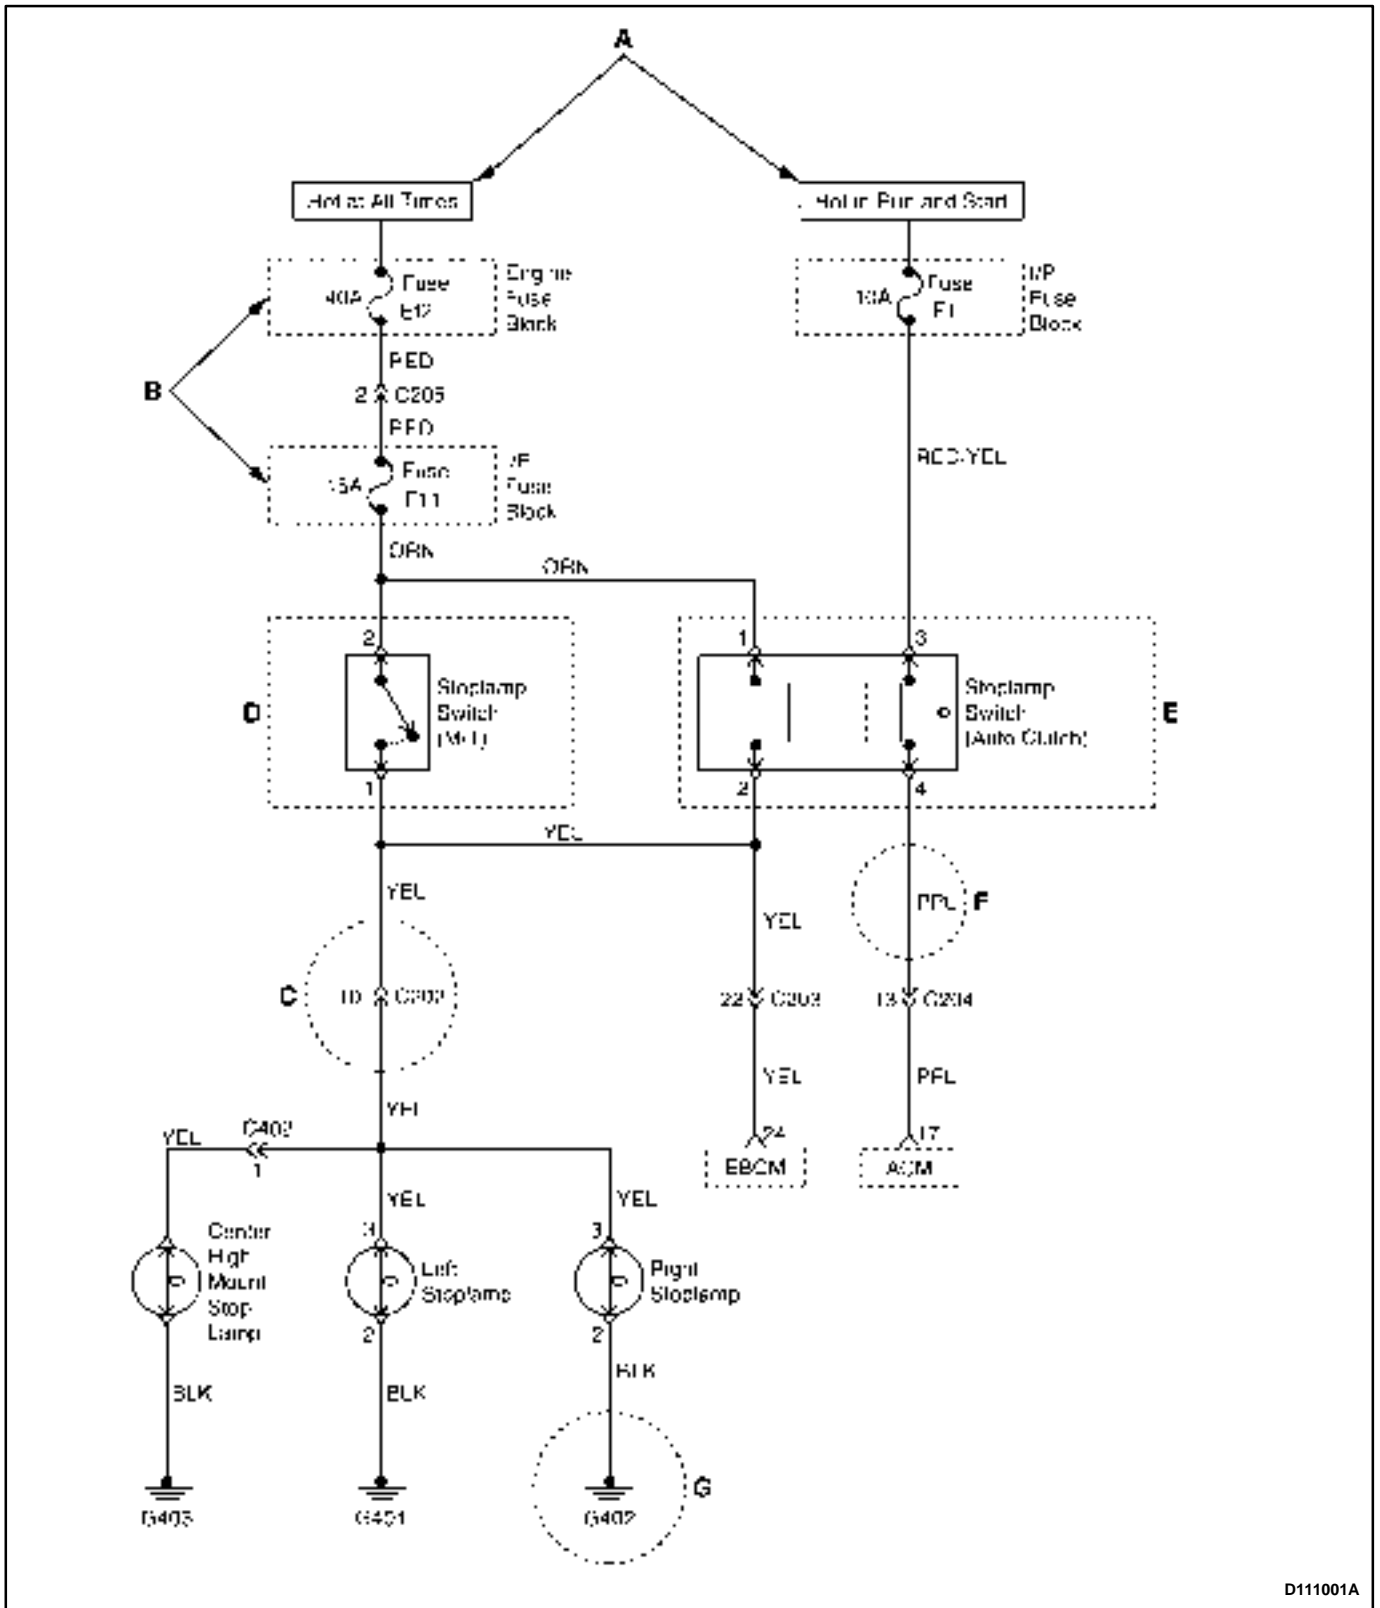 A
Hot at All Times
Hot in Run and Start
40A
Fuse
Engine
Fuse
Block
10A
Fuse
F1
I/P
Fuse
Block
RED
B
2
RED
15A
Fuse
F11
I/P
Fuse
Block
RED-YEL
ORN
ORN
2
1
3
D
Stoplamp
Switch
(M/T)
Stoplamp
Switch
(Auto Clutch)
E
1
2
4
YEL
YEL
YEL
PPL
F
C
10
C202
22
C203
13
C204
YEL
PPL
YEL
YEL
C402
1
24
EBCM
17
ACM
YEL
YEL
Center
High
Mount
Stop
Lamp
3
Left
Stoplamp
3
Right
Stoplamp
2
2
BLK
BLK
BLK
G
G403
G401
G402
D111001A